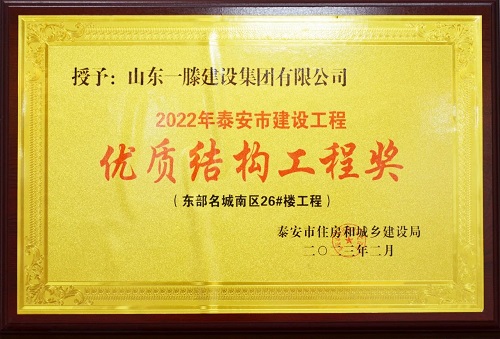 授予：山东一滕建设集团有限公司
2022年泰安市建设工程
优质结构工程奖
（东部名城南区26#楼工程）
泰安市住房和城乡建设局
二〇二三年二月